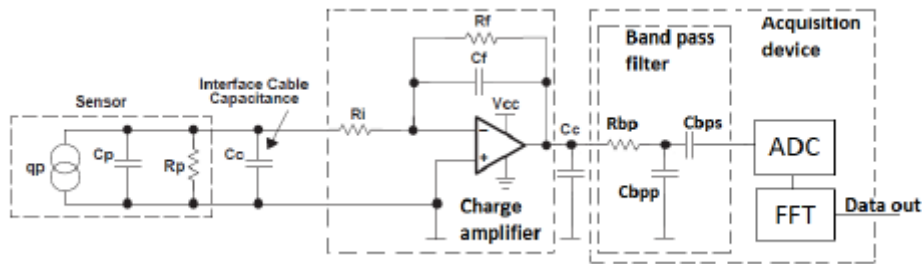 Sensor
Interface Cable
Capacitance
qp
Cp
Rp
Cc
Ri
Rf
Cf
Vcc
−
+
Charge
amplifier
Cc
Acquisition
device
Band pass
filter
Rbp
Cbps
Cbpp
ADC
FFT
Data out